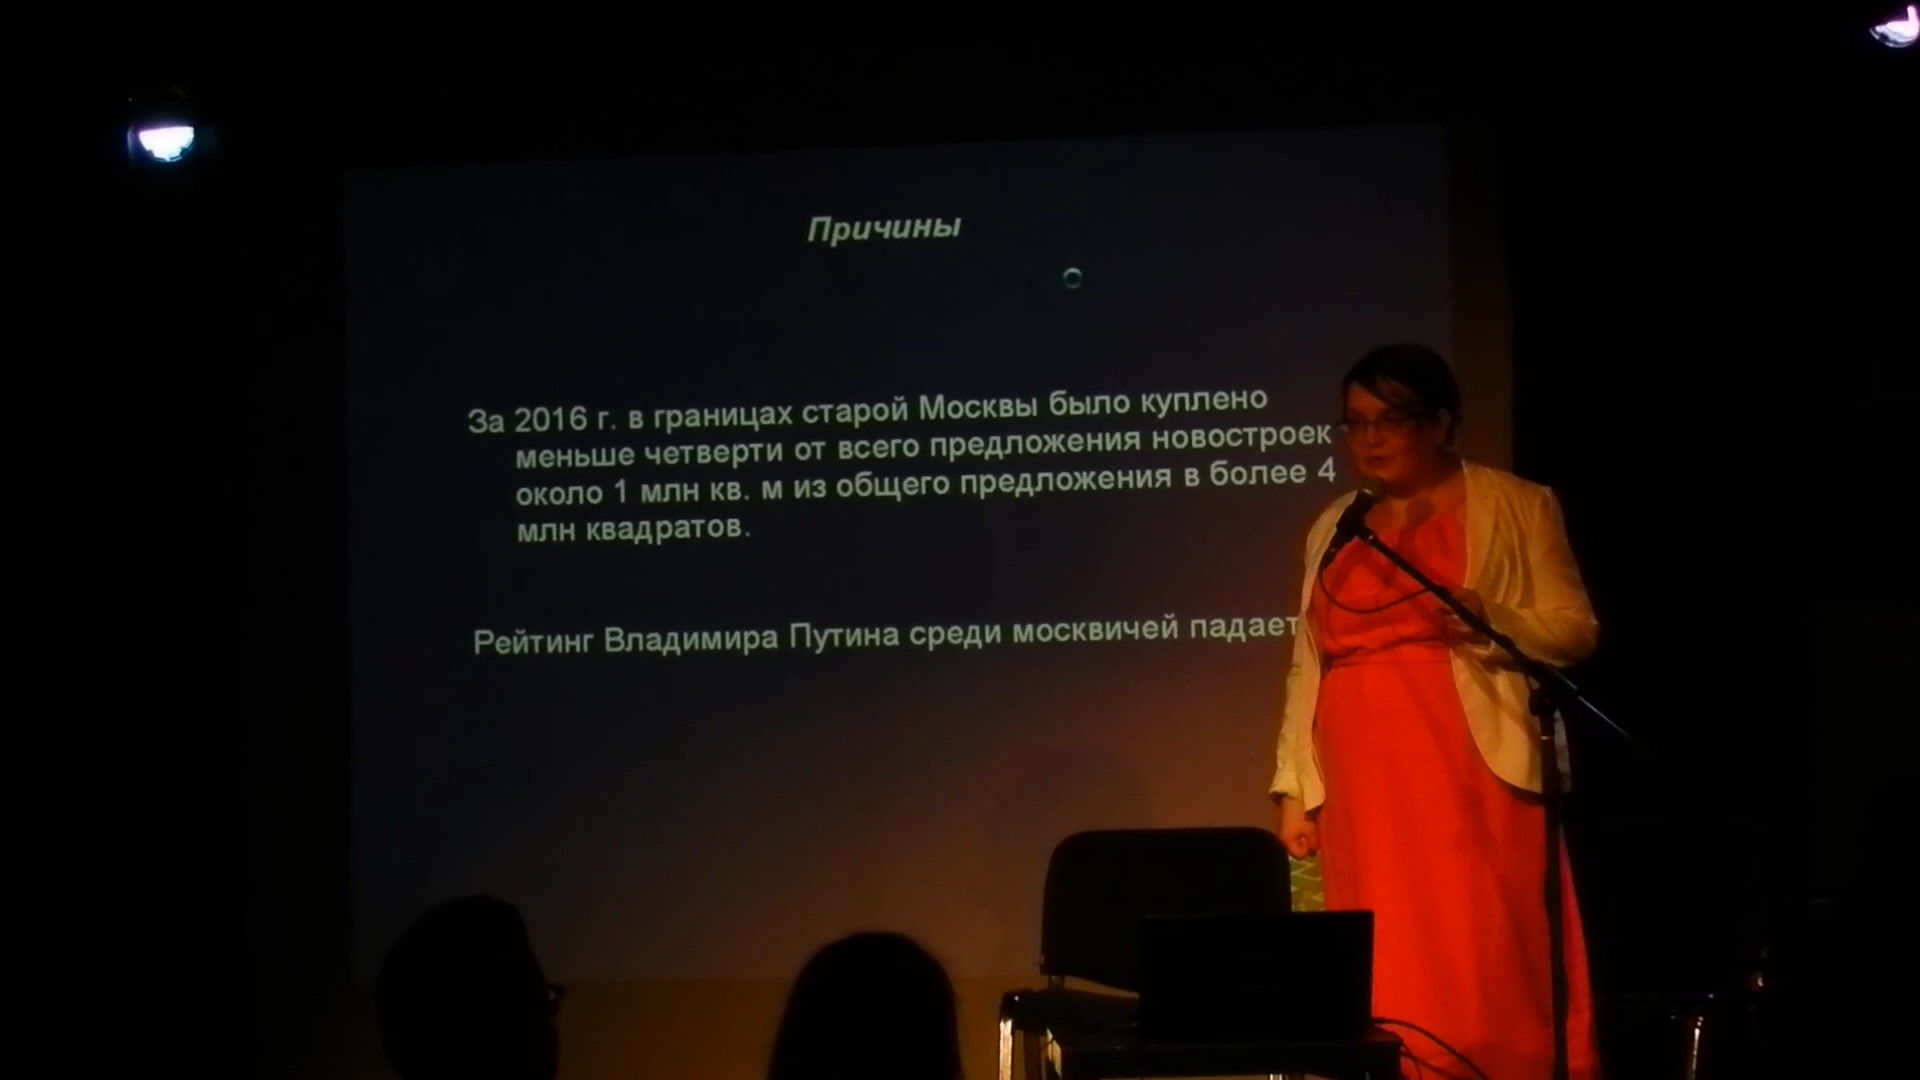 Причины
За 2016 г. в границах старой Москвы было куплено
меньше четверти от всего предложения новостроек
около 1 млн кв. м из общего предложения в более 4
млн квадратов.
Рейтинг Владимира Путина среди москвичей падает